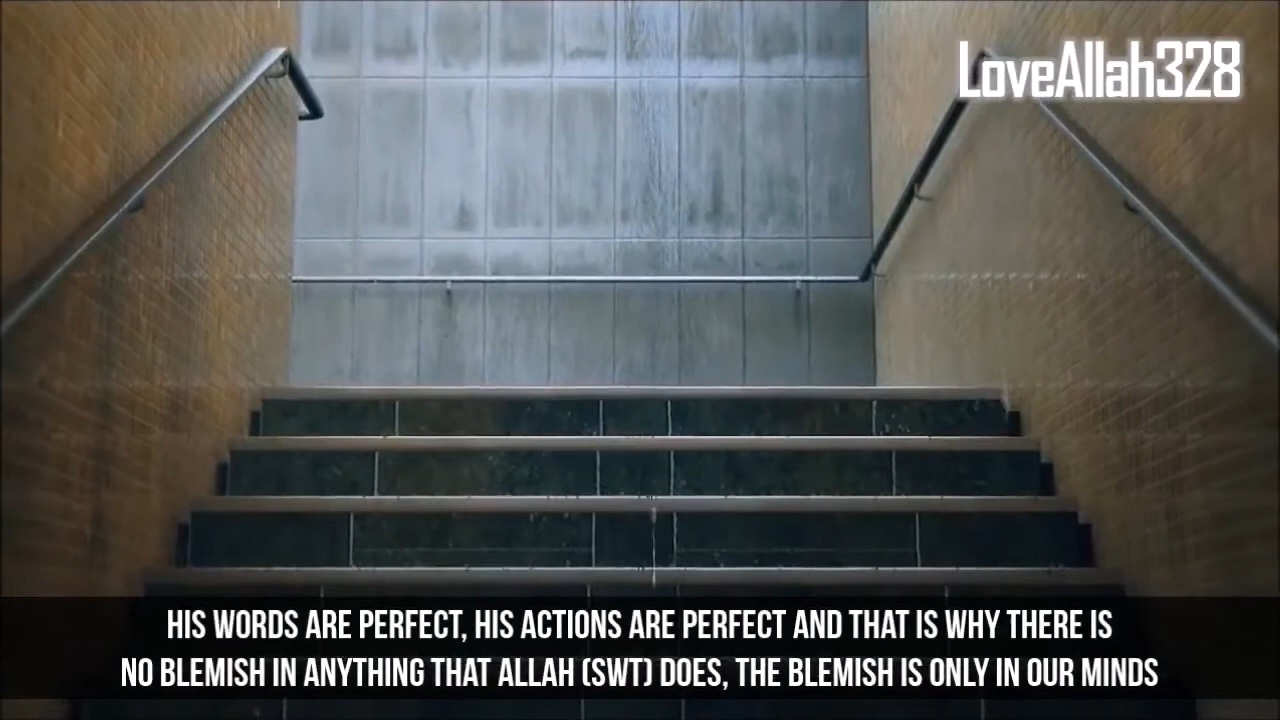 LoveAllah328
HIS WORDS ARE PERFECT, HIS ACTIONS ARE PERFECT AND THAT IS WHY THERE IS
NO BLEMISH IN ANYTHING THAT ALLAH (SWT) DOES, THE BLEMISH IS ONLY IN OUR MINDS